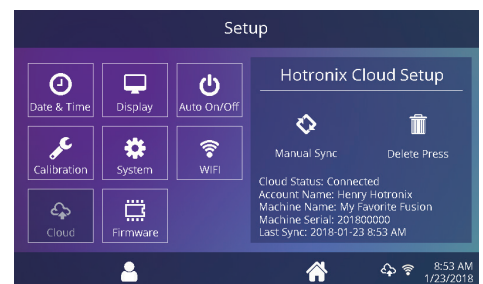 Setup
Date & Time
Display
Auto On/Off
Calibration
System
WIFI
Cloud
Firmware
Hotronix Cloud Setup
Manual Sync
Delete Press
Cloud Status: Connected
Account Name: Henry Hotronix
Machine Name: My Favorite Fusion
Machine Serial: 201800000
Last Sync: 2018-01-23 8:53 AM
8:53 AM
1/23/2018